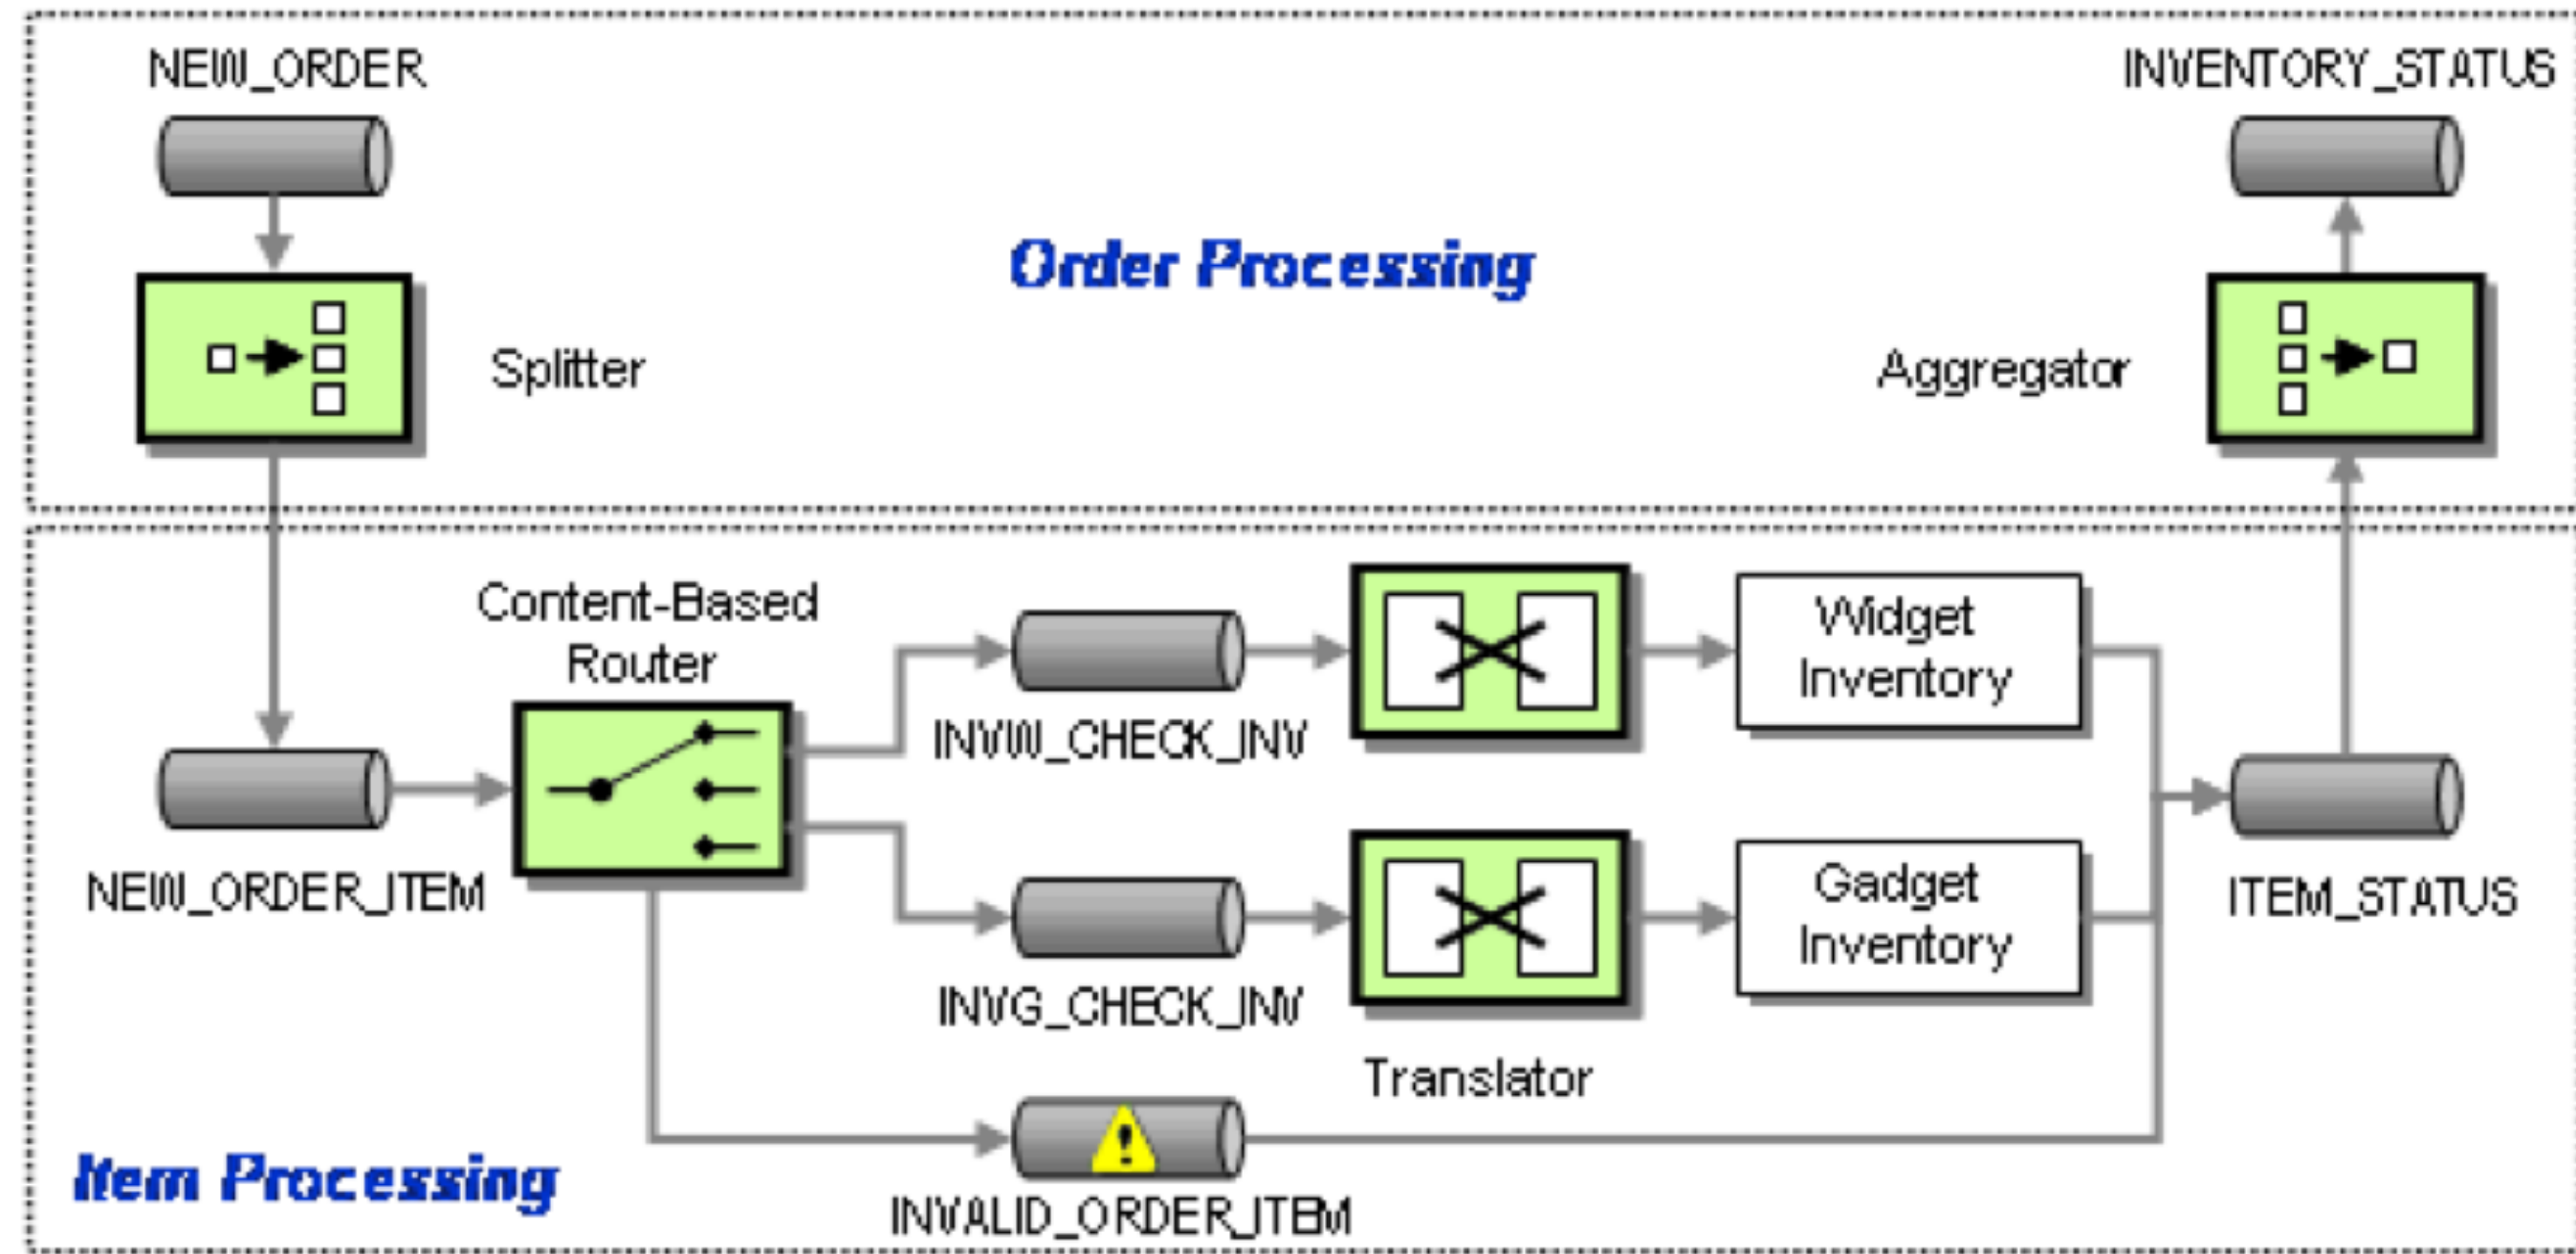 NEW_ORDER
INVENTORY_STATUS
Order Processing
Splitter
Aggregator
Content-Based
Router
Widget
Inventory
INVW_CHECK_INV
Gadget
Inventory
NEW_ORDER_ITEM
ITEM_STATUS
INVG_CHECK_INV
Translator
Item Processing
INVALID_ORDER_ITEM